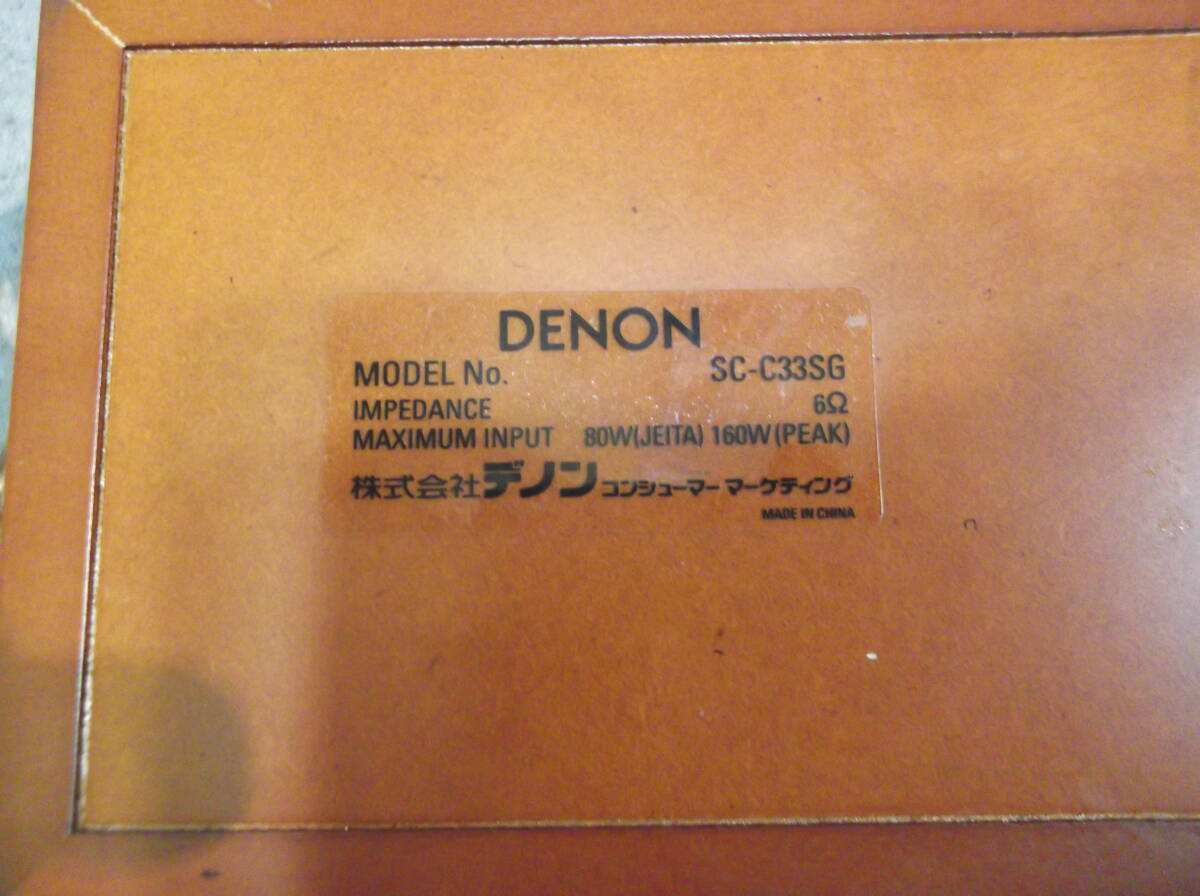 DENON
MODEL No. SC-C33SG
IMPEDANCE 6Ω
MAXIMUM INPUT 80W(JEITA) 160W(PEAK)
株式会社デノン コンシューマー マーケティング
MADE IN CHINA